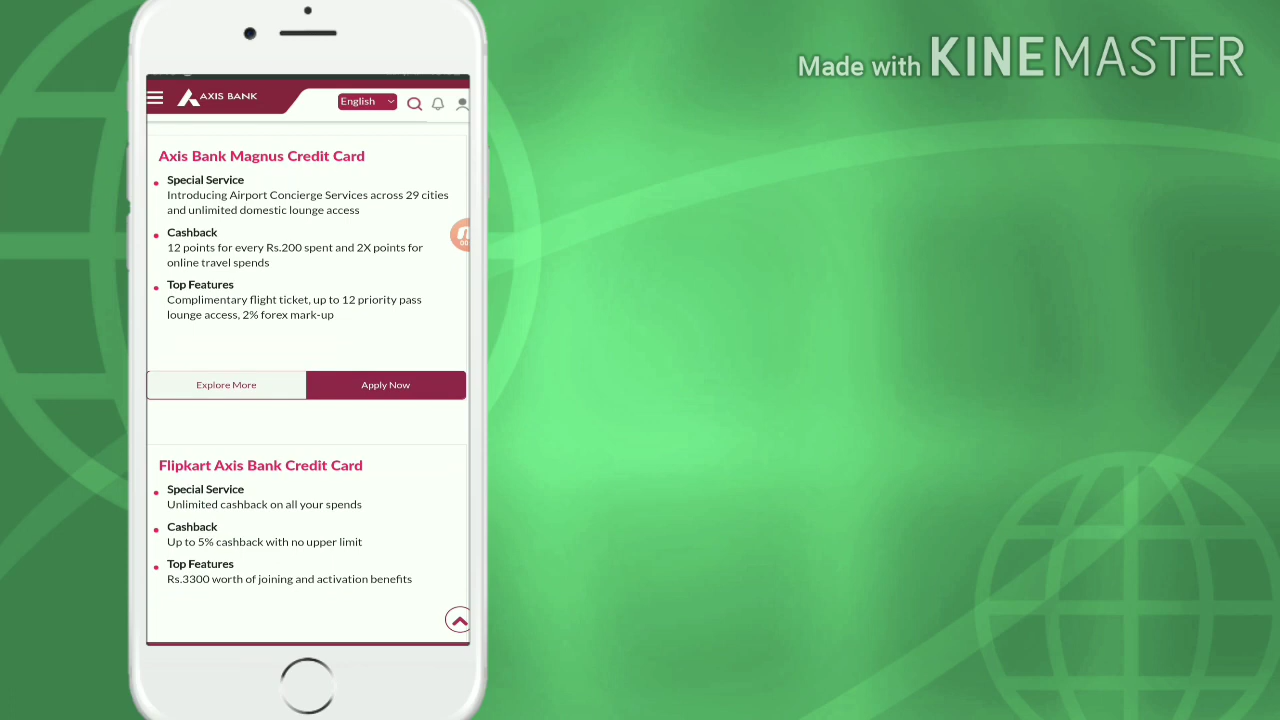 Made with KINEMASTER
AXIS BANK
English
Axis Bank Magnus Credit Card
Special Service
Introducing Airport Concierge Services across 29 cities
and unlimited domestic lounge access
Cashback
12 points for every Rs.200 spent and 2X points for
online travel spends
Top Features
Complimentary flight ticket, up to 12 priority pass
lounge access, 2% forex mark-up
Explore More
Apply Now
Flipkart Axis Bank Credit Card
Special Service
Unlimited cashback on all your spends
Cashback
Up to 5% cashback with no upper limit
Top Features
Rs.3300 worth of joining and activation benefits